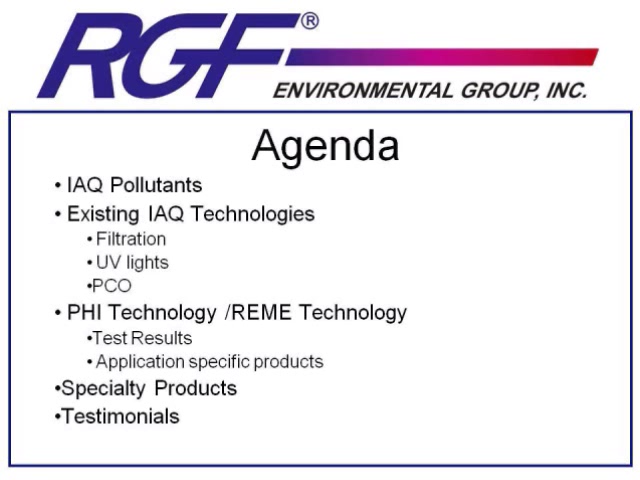 RGF®
ENVIRONMENTAL GROUP, INC.
Agenda
• IAQ Pollutants
• Existing IAQ Technologies
• Filtration
• UV lights
•PCO
• PHI Technology /REME Technology
•Test Results
• Application specific products
•Specialty Products
•Testimonials